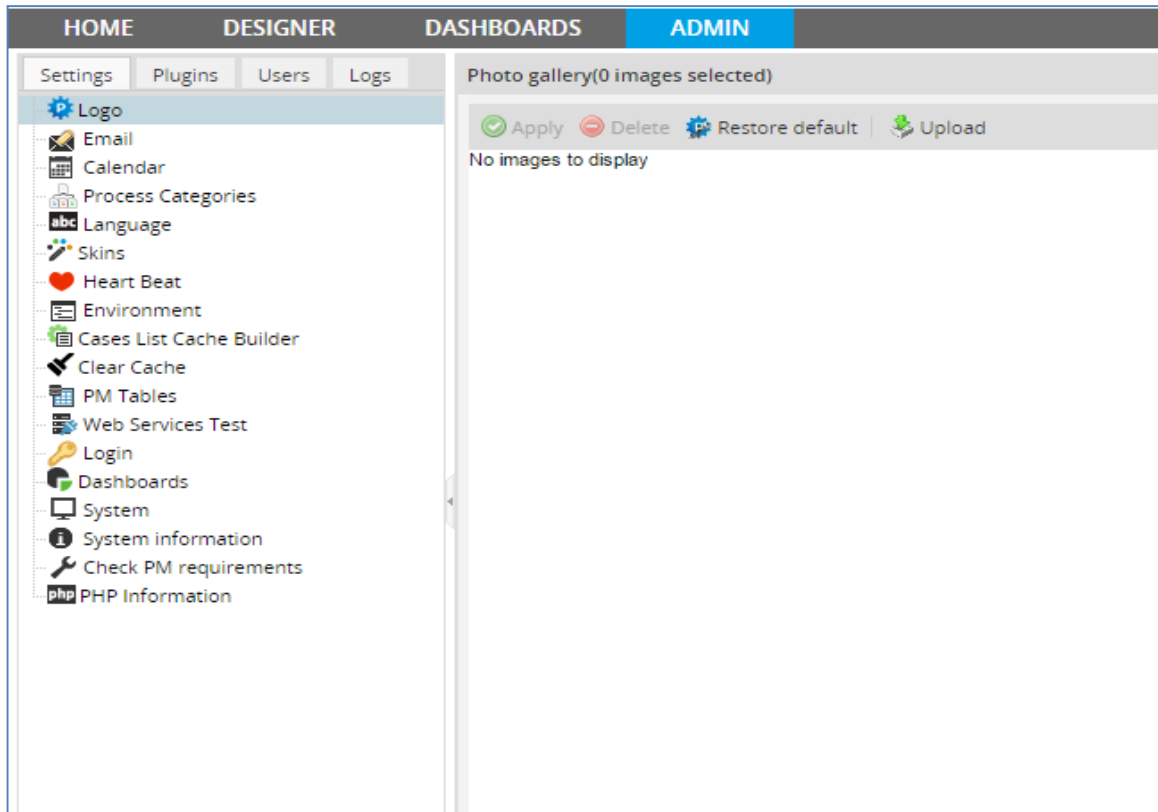 HOME DESIGNER DASHBOARDS ADMIN
Settings Plugins Users Logs
Photo gallery(0 images selected)
P Logo
Email
Calendar
Process Categories
abc Language
Skins
Heart Beat
Environment
Cases List Cache Builder
Clear Cache
PM Tables
Web Services Test
Login
Dashboards
System
System information
Check PM requirements
php PHP Information
Apply Delete Restore default Upload
No images to display